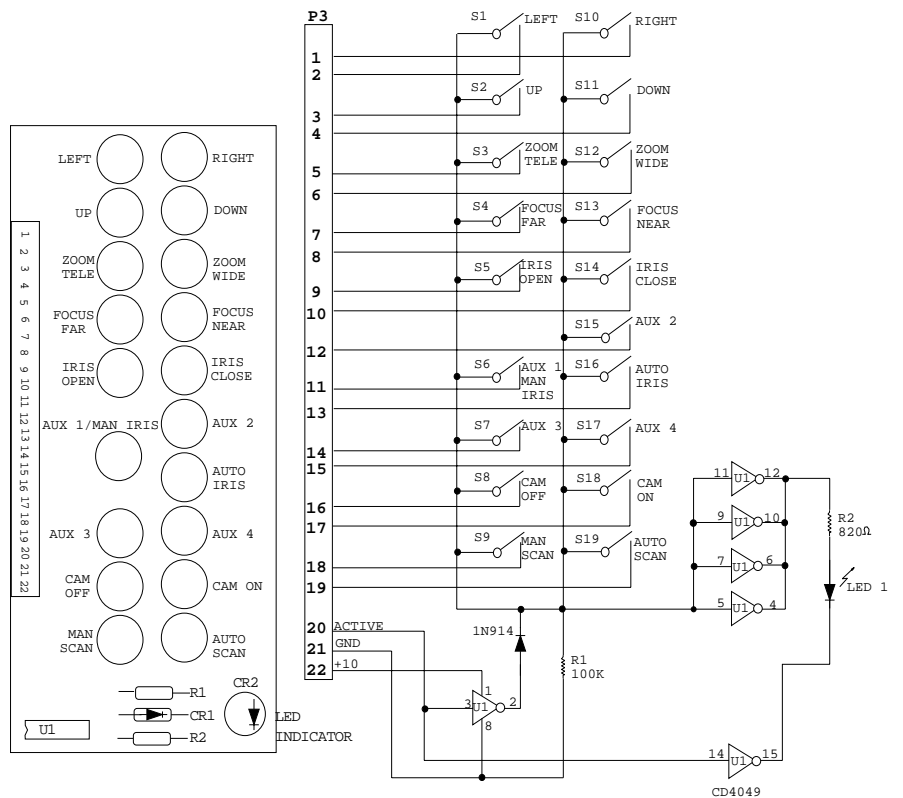 LEFT
RIGHT
UP
DOWN
ZOOM
TELE
ZOOM
WIDE
FOCUS
FAR
FOCUS
NEAR
IRIS
OPEN
IRIS
CLOSE
AUX 1/MAN IRIS
AUX 2
AUTO
IRIS
AUX 3
AUX 4
CAM
OFF
CAM ON
MAN
SCAN
AUTO
SCAN
1
2
3
4
5
6
7
8
9
10
11
12
13
14
15
16
17
18
19
20
21
22
R1
CR1
R2
U1
CR2
LED
INDICATOR
P3
1
2
3
4
5
6
7
8
9
10
12
11
13
14
15
16
17
18
19
20
21
22
ACTIVE
GND
+10
S1
LEFT
S10
RIGHT
S2
UP
S11
DOWN
S3
ZOOM
TELE
S12
ZOOM
WIDE
S4
FOCUS
FAR
S13
FOCUS
NEAR
S5
IRIS
OPEN
S14
IRIS
CLOSE
S15
AUX 2
S6
AUX 1
MAN
IRIS
S16
AUTO
IRIS
S7
AUX 3
S17
AUX 4
S8
CAM
OFF
S18
CAM
ON
S9
MAN
SCAN
S19
AUTO
SCAN
1N914
R1
100K
3
U1
1
2
8
11
U1
12
9
U1
10
7
U1
6
5
U1
4
R2
820Ω
LED 1
14
U1
15
CD4049